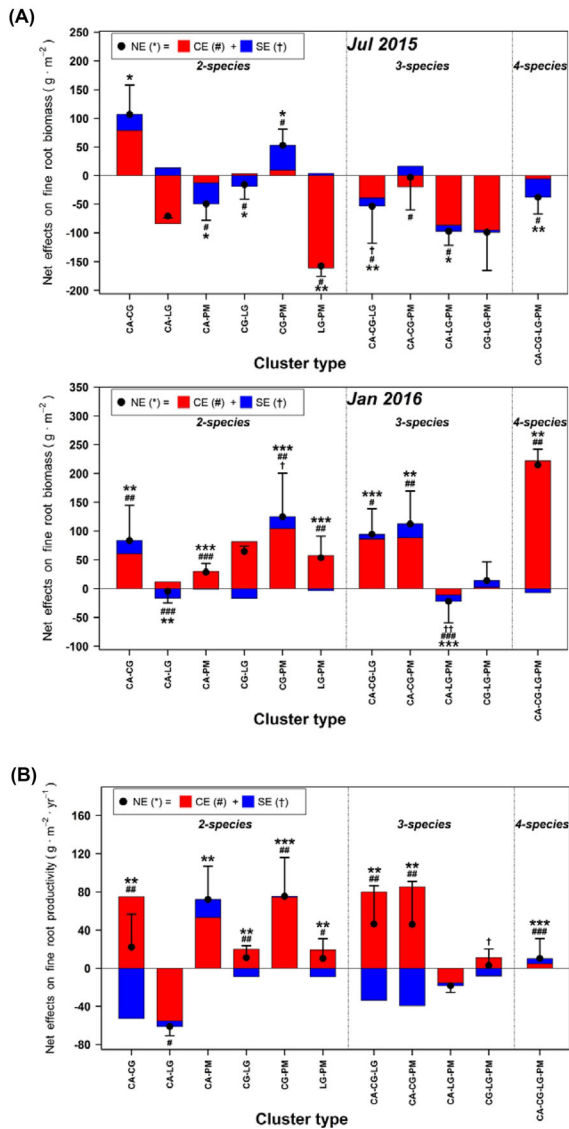 (A)
Jul 2015
NE (*) = CE (#) + SE (†)
2-species
3-species
4-species
250
200
150
100
50
0
-50
-100
-150
-200
Net effects on fine root biomass ( g · m⁻² )
*
#
*
#
*
*
#
#
**
†
#
**
#
#
*
#
**
CA-CG
CA-LG
CA-PM
CG-LG
CG-PM
LG-PM
CA-CG-LG
CA-CG-PM
CA-LG-PM
CG-LG-PM
CA-CG-LG-PM
Cluster type
Jan 2016
NE (*) = CE (#) + SE (†)
2-species
3-species
4-species
350
300
250
200
150
100
50
0
-50
-100
Net effects on fine root biomass ( g · m⁻² )
**
##
###
**
***
###
***
##
†
***
##
***
#
**
##
††
###
***
**
##
CA-CG
CA-LG
CA-PM
CG-LG
CG-PM
LG-PM
CA-CG-LG
CA-CG-PM
CA-LG-PM
CG-LG-PM
CA-CG-LG-PM
Cluster type
(B)
NE (*) = CE (#) + SE (†)
2-species
3-species
4-species
160
120
80
40
0
-40
-80
Net effects on fine root productivity ( g · m⁻² · yr⁻¹ )
**
##
#
**
**
##
***
##
**
#
**
##
**
##
†
***
###
CA-CG
CA-LG
CA-PM
CG-LG
CG-PM
LG-PM
CA-CG-LG
CA-CG-PM
CA-LG-PM
CG-LG-PM
CA-CG-LG-PM
Cluster type